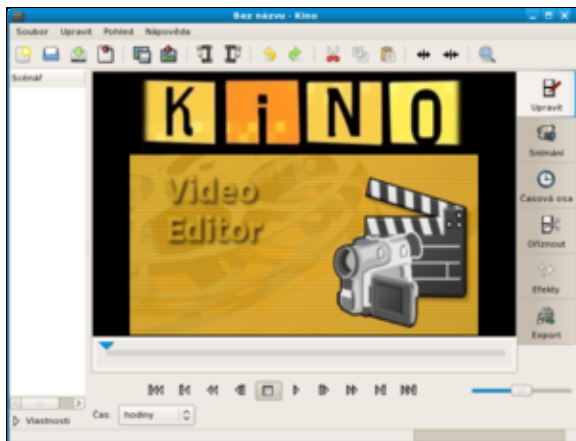 Bez názvu - Kino
Soubor Upravit Pohled Nápověda
Scénář
KiNO
Video
Editor
Upravit
Snímání
Časová osa
Oříznout
Efekty
Export
Čas: hodiny
Vlastnosti